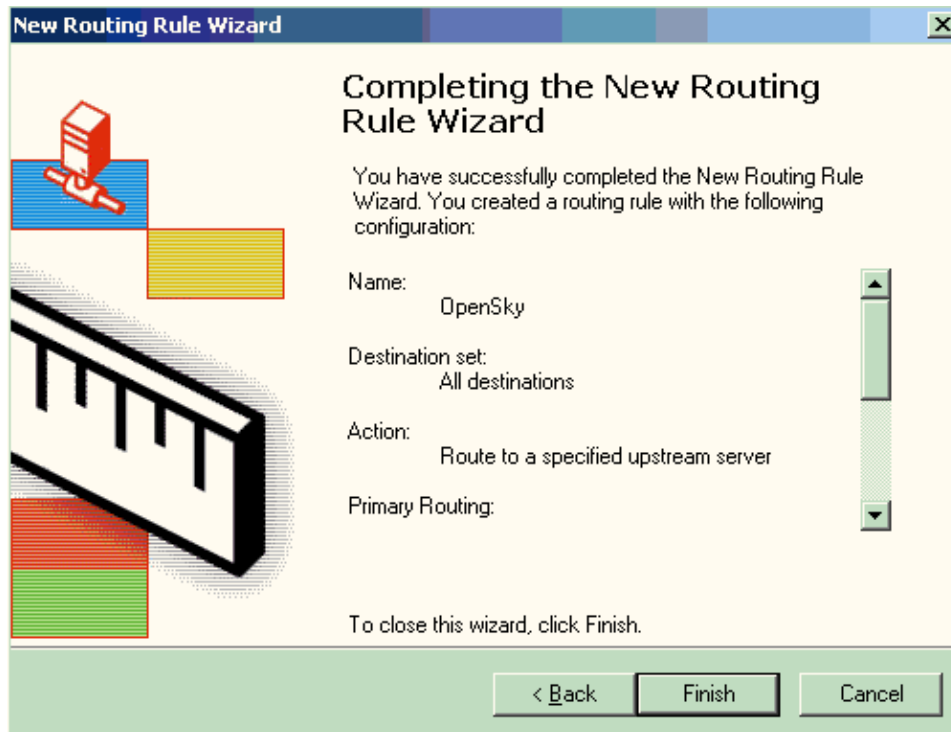 New Routing Rule Wizard
Completing the New Routing
Rule Wizard
You have successfully completed the New Routing Rule
Wizard. You created a routing rule with the following
configuration:
Name:
OpenSky
Destination set:
All destinations
Action:
Route to a specified upstream server
Primary Routing:
To close this wizard, click Finish.
< Back Finish Cancel